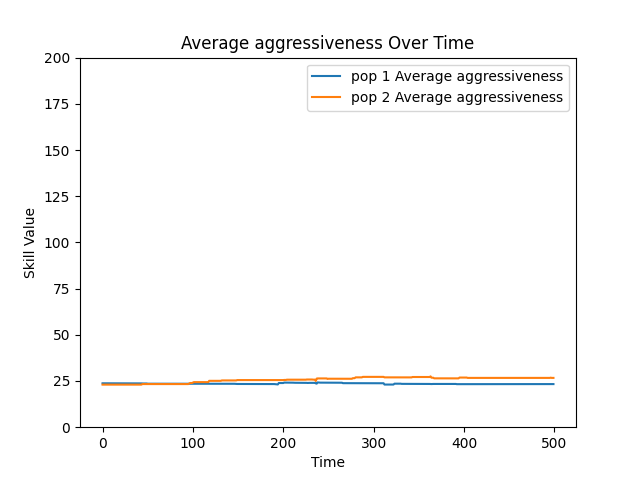 Average aggressiveness Over Time
pop 1 Average aggressiveness
pop 2 Average aggressiveness
Skill Value
200
175
150
125
100
75
50
25
0
0 100 200 300 400 500
Time